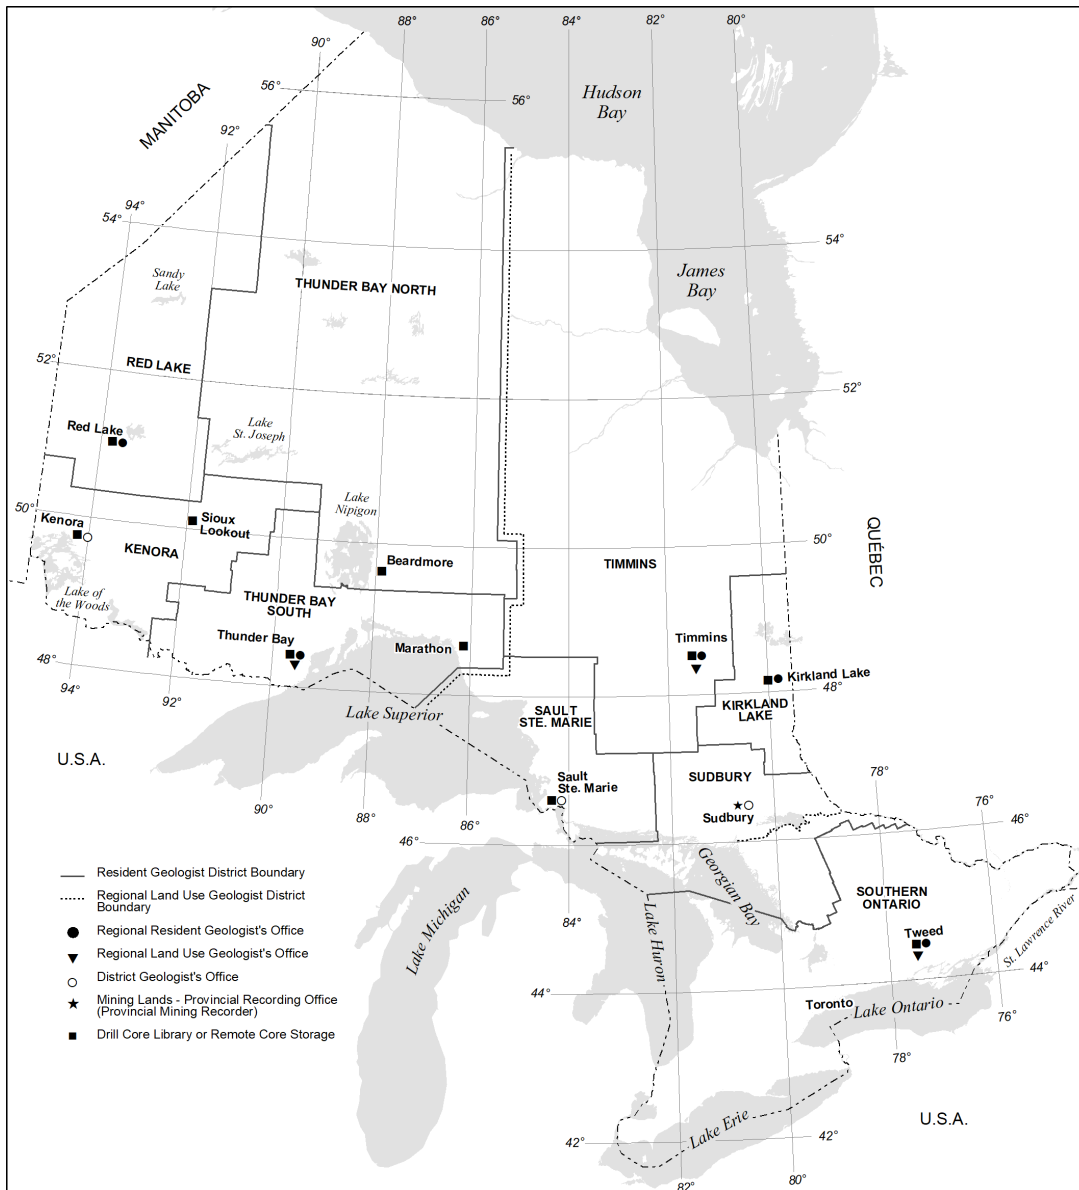 88°
86°
84°
82°
80°
90°
56°
56°
Hudson
Bay
MANITOBA
92°
94°
54°
54°
Sandy
Lake
THUNDER BAY NORTH
James
Bay
52°
RED LAKE
52°
Red Lake
Lake
St. Joseph
50°
Kenora
Sioux
Lookout
Lake
Nipigon
KENORA
Beardmore
TIMMINS
50°
QUÉBEC
Lake of
the Woods
THUNDER BAY
SOUTH
Thunder Bay
Marathon
Timmins
Kirkland Lake
48°
48°
94°
92°
Lake Superior
SAULT
STE. MARIE
KIRKLAND
LAKE
U.S.A.
Sault
Ste. Marie
SUDBURY
Sudbury
78°
76°
46°
90°
88°
86°
46°
Georgian Bay
Lake Michigan
84°
Lake Huron
SOUTHERN
ONTARIO
Tweed
St. Lawrence River
44°
44°
Toronto
Lake Ontario
76°
78°
Resident Geologist District Boundary
Regional Land Use Geologist District
Boundary
Regional Resident Geologist's Office
Regional Land Use Geologist's Office
District Geologist's Office
Mining Lands - Provincial Recording Office
(Provincial Mining Recorder)
Drill Core Library or Remote Core Storage
U.S.A.
Lake Erie
42°
42°
82°
80°